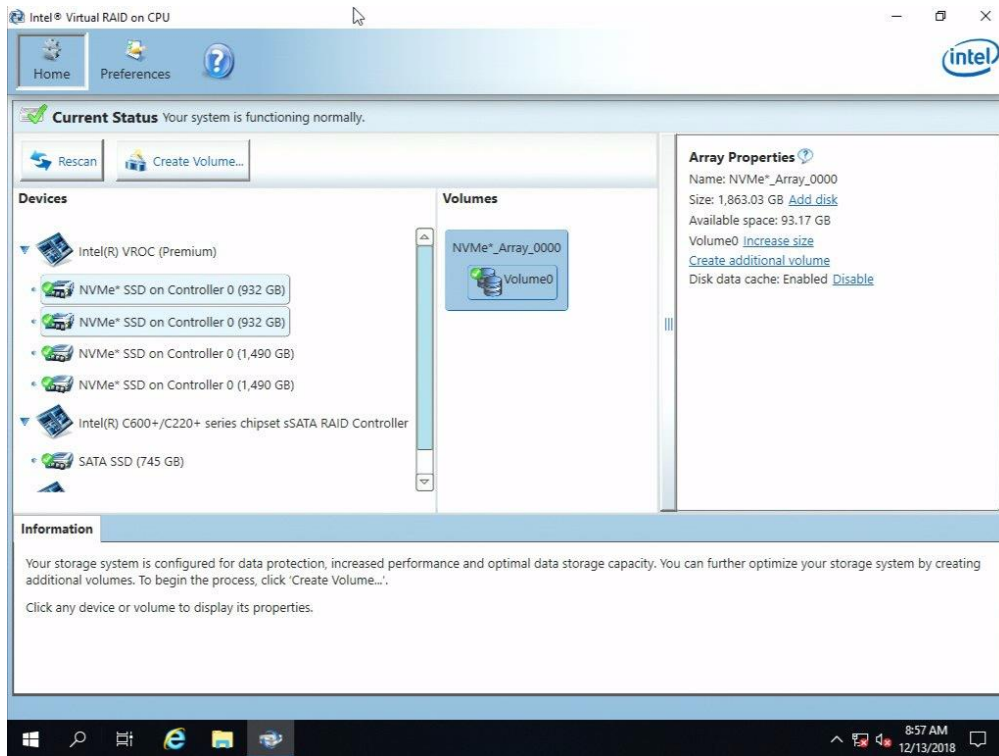 Intel® Virtual RAID on CPU
Home
Preferences
?
intel
Current Status Your system is functioning normally.
Rescan
Create Volume...
Devices
Intel(R) VROC (Premium)
NVMe* SSD on Controller 0 (932 GB)
NVMe* SSD on Controller 0 (932 GB)
NVMe* SSD on Controller 0 (1,490 GB)
NVMe* SSD on Controller 0 (1,490 GB)
Intel(R) C600+/C220+ series chipset sSATA RAID Controller
SATA SSD (745 GB)
Volumes
NVMe*_Array_0000
Volume0
Array Properties ?
Name: NVMe*_Array_0000
Size: 1,863.03 GB Add disk
Available space: 93.17 GB
Volume0 Increase size
Create additional volume
Disk data cache: Enabled Disable
Information
Your storage system is configured for data protection, increased performance and optimal data storage capacity. You can further optimize your storage system by creating
additional volumes. To begin the process, click 'Create Volume...'.
Click any device or volume to display its properties.
8:57 AM
12/13/2018